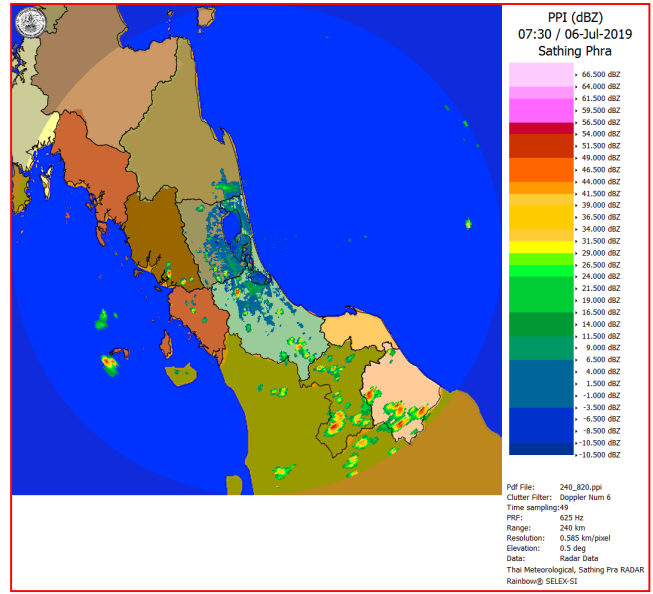 PPI (dBZ)
07:30 / 06-Jul-2019
Sathing Phra
66.500 dBZ
64.000 dBZ
61.500 dBZ
59.500 dBZ
56.500 dBZ
54.000 dBZ
51.500 dBZ
49.000 dBZ
46.500 dBZ
44.000 dBZ
41.500 dBZ
39.000 dBZ
36.500 dBZ
34.000 dBZ
31.500 dBZ
29.000 dBZ
26.500 dBZ
24.000 dBZ
21.500 dBZ
19.000 dBZ
16.500 dBZ
14.000 dBZ
11.500 dBZ
9.000 dBZ
6.500 dBZ
4.000 dBZ
1.500 dBZ
-1.000 dBZ
-3.500 dBZ
-6.500 dBZ
-8.500 dBZ
-10.500 dBZ
-10.500 dBZ
Pdf File: 240_820.ppi
Clutter Filter: Doppler Num 6
Time sampling:49
PRF: 625 Hz
Range: 240 km
Resolution: 0.585 km/pixel
Elevation: 0.5 deg
Data: Radar Data
Thai Meteorological, Sathing Pra RADAR
Rainbow® SELEX-SI